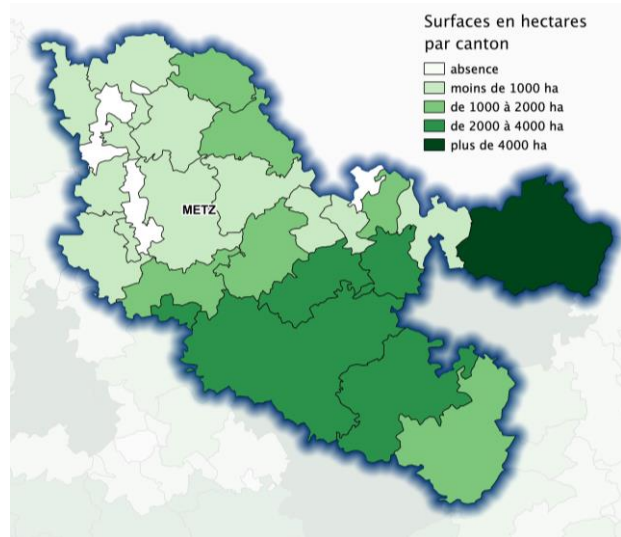 Surfaces en hectares
par canton
absence
moins de 1000 ha
de 1000 à 2000 ha
de 2000 à 4000 ha
plus de 4000 ha
METZ